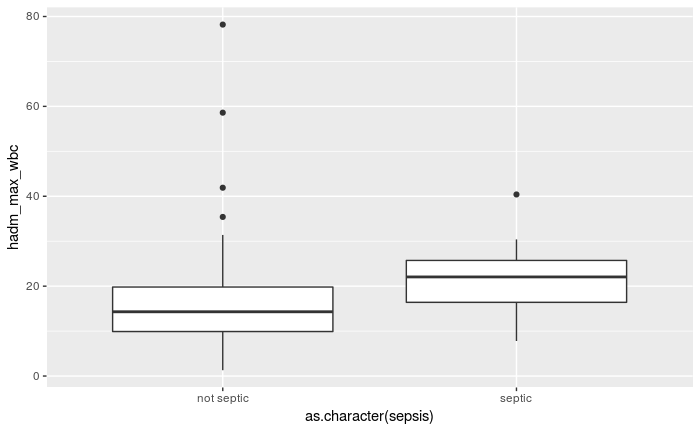 80
60
40
20
0
hadm_max_wbc
not septic septic
as.character(sepsis)